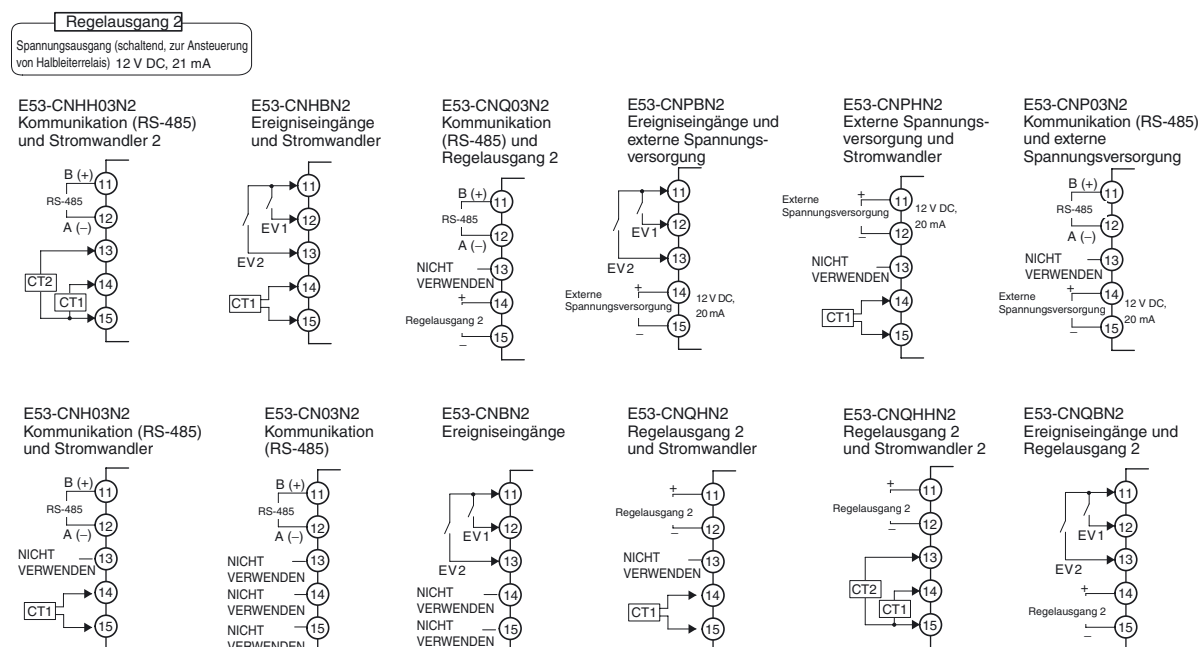 Regelausgang 2
Spannungsausgang (schaltend, zur Ansteuerung
von Halbleiterrelais) 12 V DC, 21 mA
E53-CNHH03N2
Kommunikation (RS-485)
und Stromwandler 2
B (+)
11
RS-485
12
A (−)
13
CT2
14
CT1
15
E53-CNHBN2
Ereigniseingänge
und Stromwandler
11
12
EV1
13
EV2
14
CT1
15
E53-CNQ03N2
Kommunikation
(RS-485) und
Regelausgang 2
B (+)
11
RS-485
12
A (−)
NICHT
VERWENDEN
13
+
14
Regelausgang 2
15
−
E53-CNPBN2
Ereigniseingänge und
externe Spannungs-
versorgung
11
12
EV1
13
EV2
+
14
Externe
Spannungsversorgung
12 V DC,
20 mA
15
−
E53-CNPHN2
Externe Spannungs-
versorgung und
Stromwandler
+
11
Externe
Spannungsversorgung
12 V DC,
20 mA
−
12
NICHT
VERWENDEN
13
14
CT1
15
E53-CNP03N2
Kommunikation (RS-485)
und externe
Spannungsversorgung
B (+)
11
RS-485
12
A (−)
NICHT
VERWENDEN
13
+
14
Externe
Spannungsversorgung
12 V DC,
20 mA
15
−
E53-CNH03N2
Kommunikation (RS-485)
und Stromwandler
B (+)
11
RS-485
12
A (−)
NICHT
VERWENDEN
13
14
CT1
15
E53-CN03N2
Kommunikation
(RS-485)
B (+)
11
RS-485
12
A (−)
NICHT
VERWENDEN
13
NICHT
VERWENDEN
14
NICHT
VERWENDEN
15
E53-CNBN2
Ereigniseingänge
11
12
EV1
13
EV2
NICHT
VERWENDEN
14
NICHT
VERWENDEN
15
E53-CNQHN2
Regelausgang 2
und Stromwandler
+
11
Regelausgang 2
−
12
NICHT
VERWENDEN
13
14
CT1
15
E53-CNQHHN2
Regelausgang 2
und Stromwandler 2
+
11
Regelausgang 2
−
12
13
CT2
14
CT1
15
E53-CNQBN2
Ereigniseingänge und
Regelausgang 2
11
12
EV1
13
EV2
+
14
Regelausgang 2
15
−